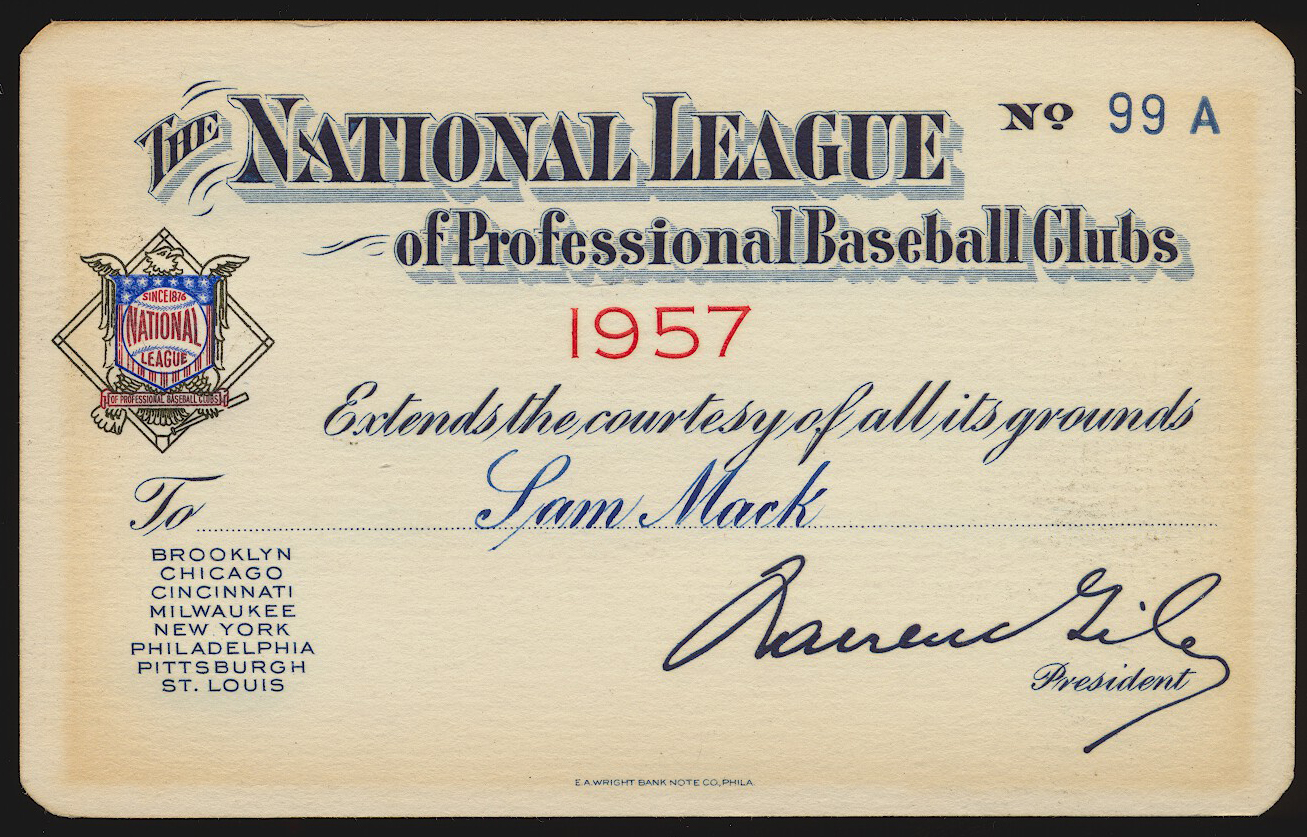 THE NATIONAL LEAGUE
Nº 99 A
of Professional Baseball Clubs
SINCE 1876
NATIONAL
LEAGUE
OF PROFESSIONAL BASEBALL CLUBS
1957
Extends the courtesy of all its grounds
To Sam Mack
BROOKLYN
CHICAGO
CINCINNATI
MILWAUKEE
NEW YORK
PHILADELPHIA
PITTSBURGH
ST. LOUIS
Warren Giles
President
E.A. WRIGHT BANK NOTE CO., PHILA.